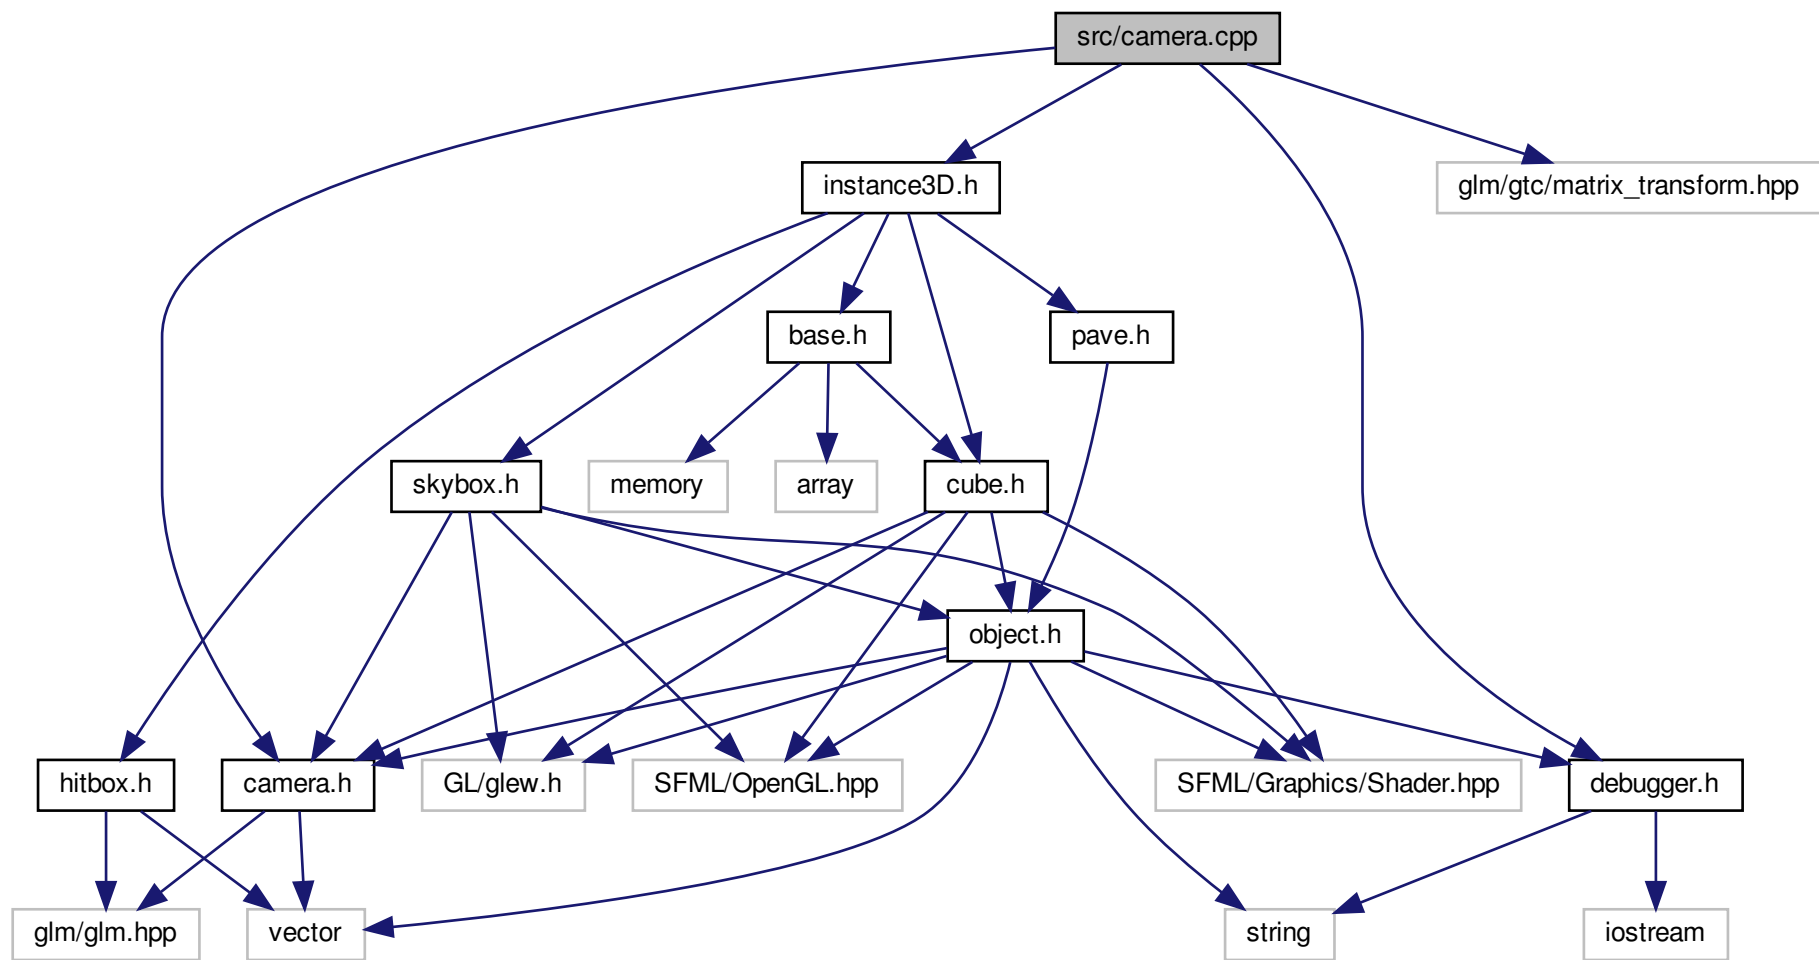 src/camera.cpp
instance3D.h
glm/gtc/matrix_transform.hpp
base.h
pave.h
skybox.h
memory
array
cube.h
object.h
hitbox.h
camera.h
GL/glew.h
SFML/OpenGL.hpp
SFML/Graphics/Shader.hpp
debugger.h
glm/glm.hpp
vector
string
iostream